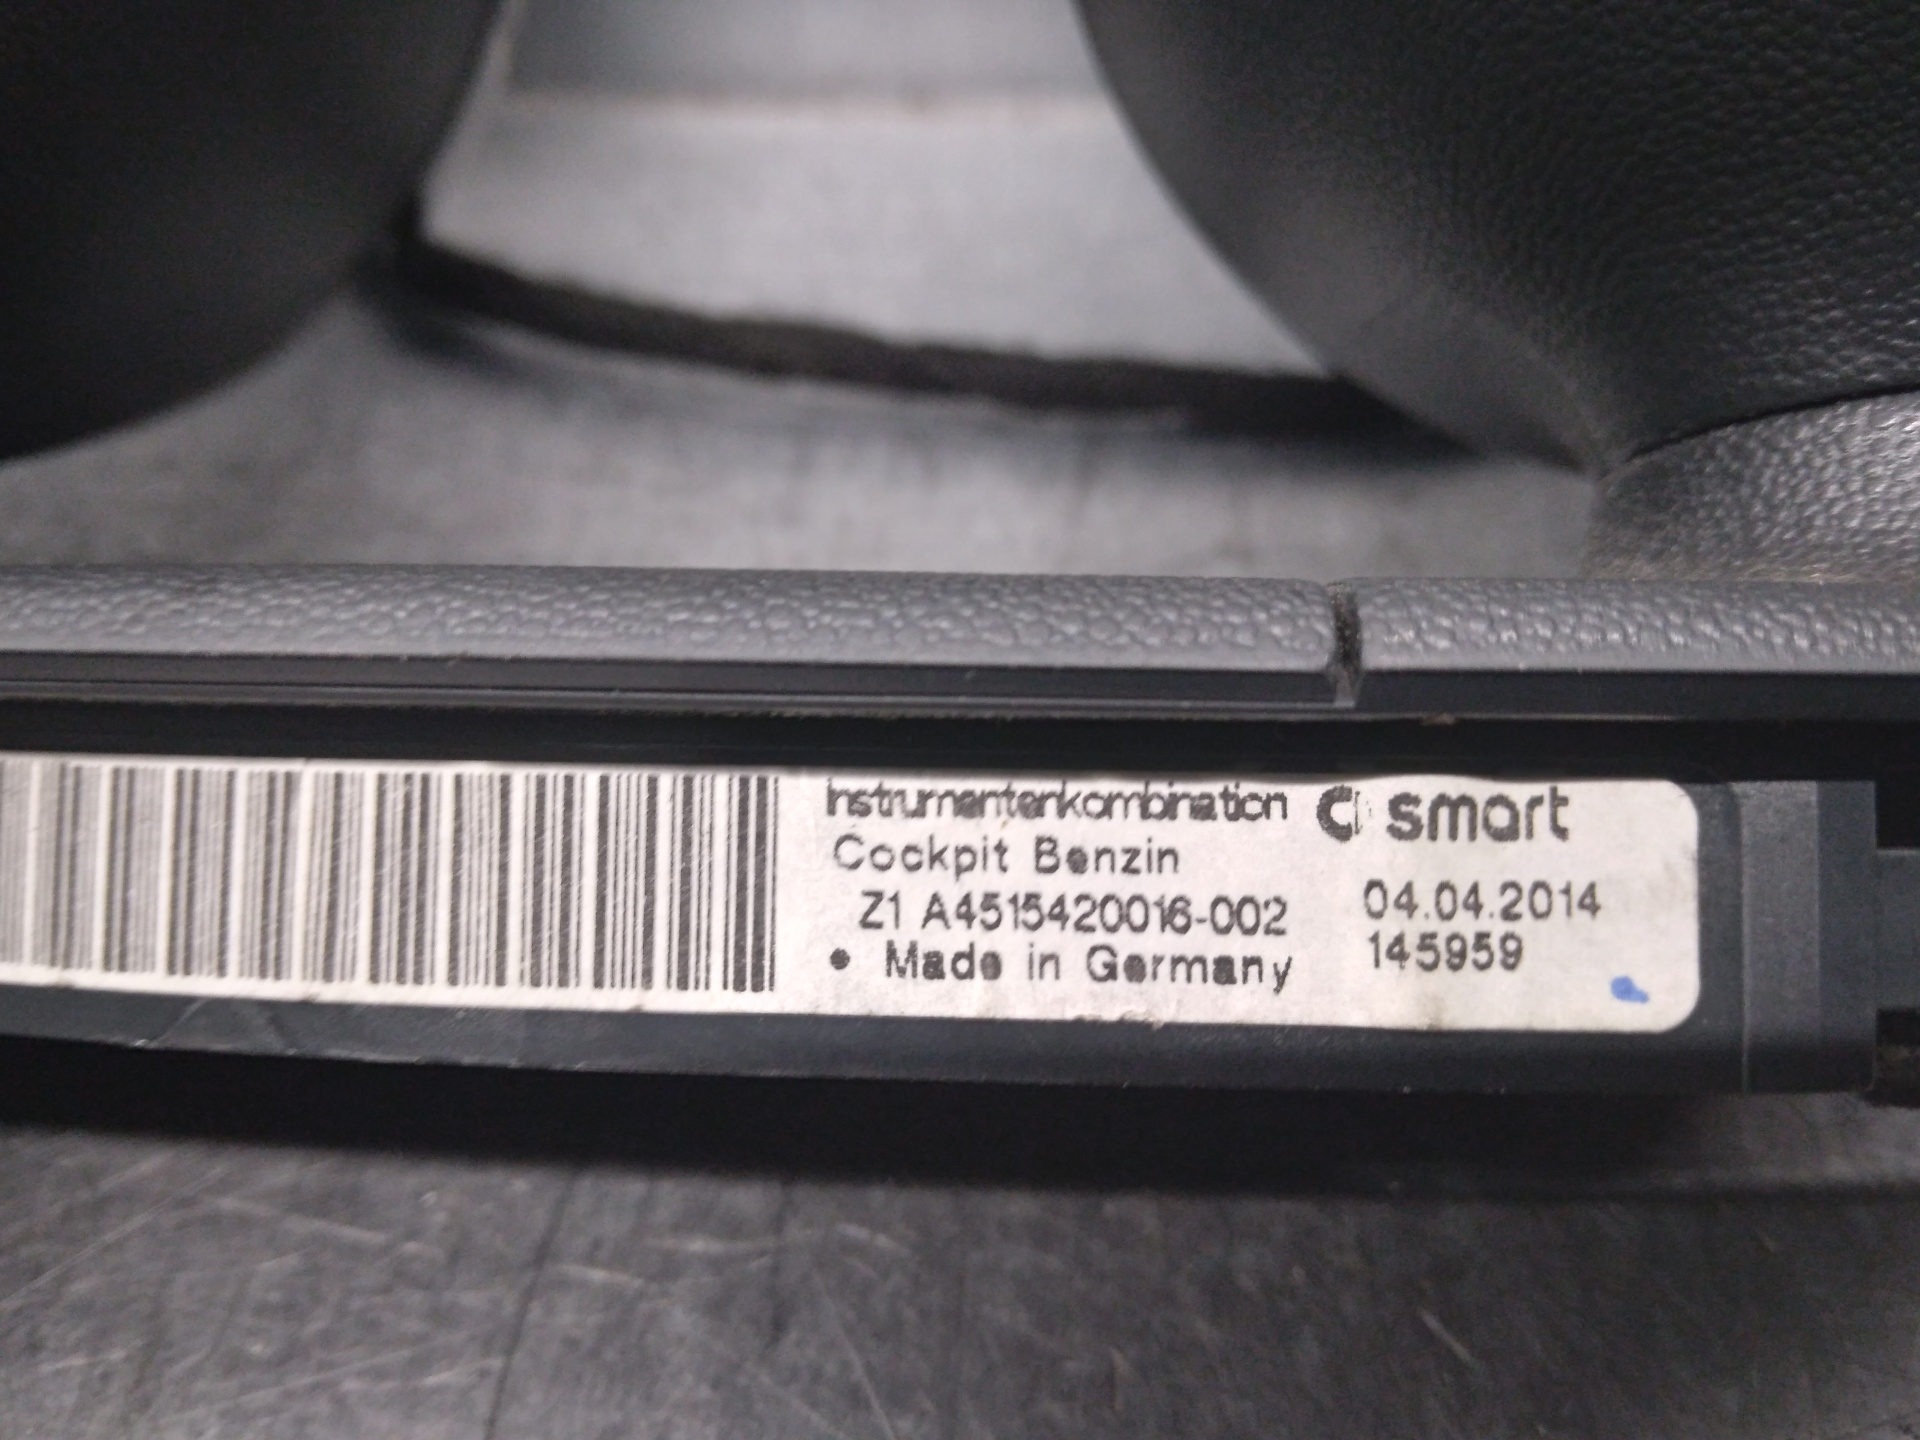 Instrumentenkombination
smart
Cockpit Benzin
Z1 A4515420016-002
04.04.2014
• Made in Germany
145959